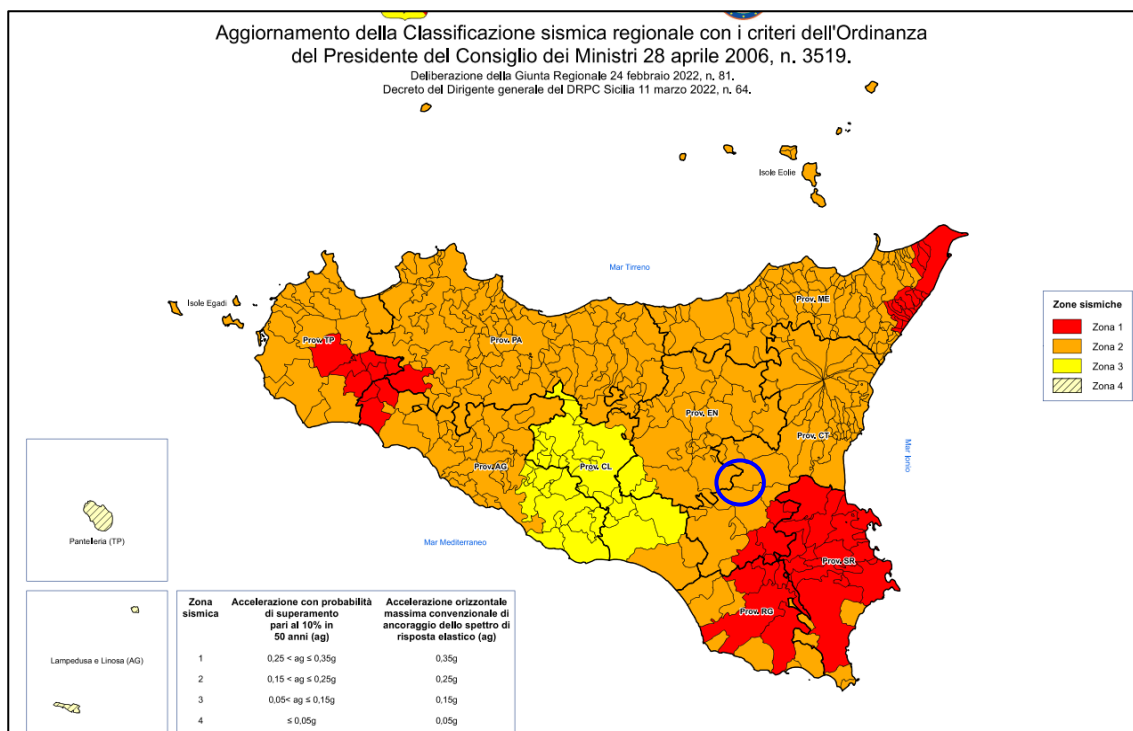 Aggiornamento della Classificazione sismica regionale con i criteri dell'Ordinanza
del Presidente del Consiglio dei Ministri 28 aprile 2006, n. 3519.
Deliberazione della Giunta Regionale 24 febbraio 2022, n. 81.
Decreto del Dirigente generale del DRPC Sicilia 11 marzo 2022, n. 64.
Isole Eolie
Mar Tirreno
Isole Egadi
Prov. ME
Prov. TP
Prov. PA
Zone sismiche
Zona 1
Zona 2
Zona 3
Zona 4
Prov. EN
Prov. CT
Mar Ionio
Prov. AG
Prov. CL
Pantelleria (TP)
Mar Mediterraneo
Prov. SR
Prov. RG
Lampedusa e Linosa (AG)
Zona sismica
Accelerazione con probabilità di superamento pari al 10% in 50 anni (ag)
Accelerazione orizzontale massima convenzionale di ancoraggio dello spettro di risposta elastico (ag)
1 0,25 < ag ≤ 0,35g 0,35g
2 0,15 < ag ≤ 0,25g 0,25g
3 0,05< ag ≤ 0,15g 0,15g
4 ≤ 0,05g 0,05g